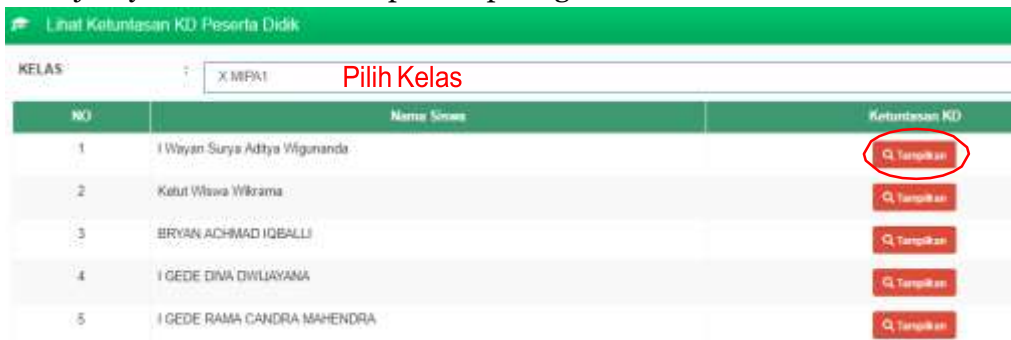 Lihat Ketuntasan KD Peserta Didik
KELAS : X MIPA1 Pilih Kelas
NO Nama Siswa Ketuntasan KD
1 I Wayan Surya Aditya Wigunanda Tampilkan
2 Ketut Wiswa Wikrama Tampilkan
3 BRYAN ACHMAD IQBALLI Tampilkan
4 I GEDE DIVA DWIJAYANA Tampilkan
5 I GEDE RAMA CANDRA MAHENDRA Tampilkan